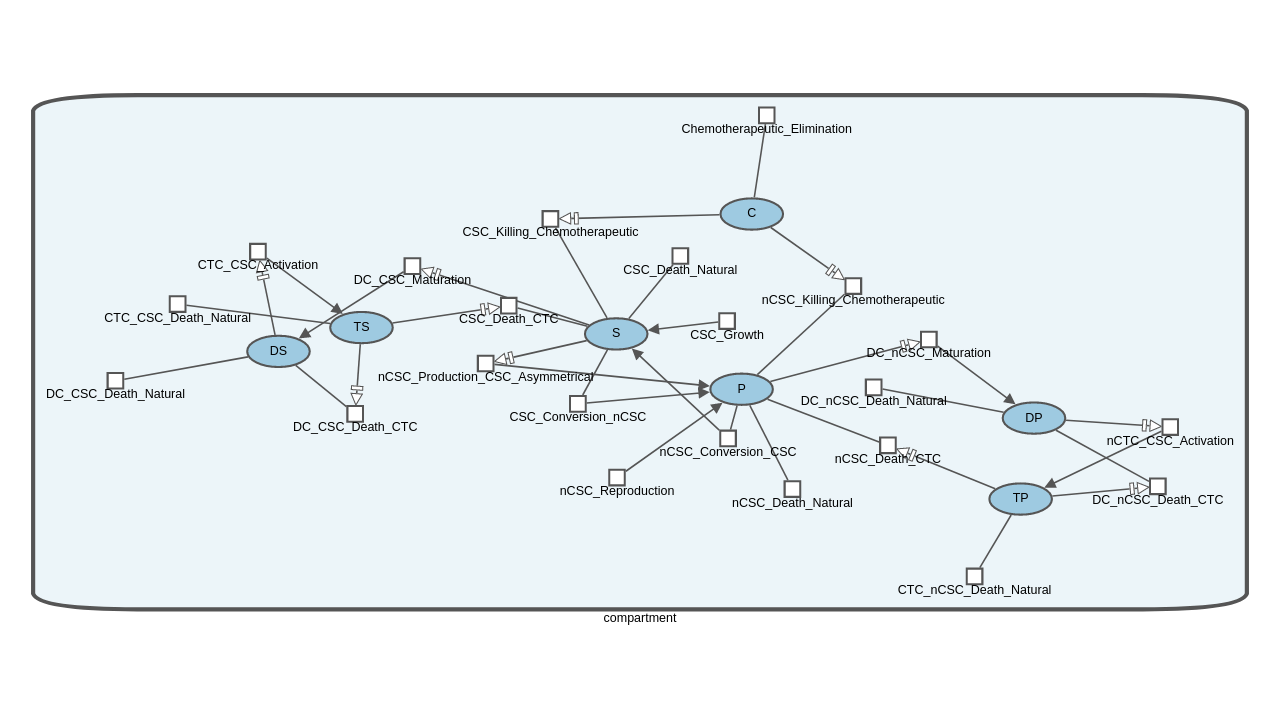 Chemotherapeutic_Elimination
C
CSC_Killing_Chemotherapeutic
CTC_CSC_Activation
DC_CSC_Maturation
CSC_Death_Natural
nCSC_Killing_Chemotherapeutic
CTC_CSC_Death_Natural
TS
CSC_Death_CTC
S
CSC_Growth
DS
nCSC_Production_CSC_Asymmetrical
DC_nCSC_Maturation
DC_CSC_Death_Natural
P
DC_nCSC_Death_Natural
CSC_Conversion_nCSC
DP
DC_CSC_Death_CTC
nCTC_CSC_Activation
nCSC_Conversion_CSC
nCSC_Death_CTC
nCSC_Reproduction
nCSC_Death_Natural
TP
DC_nCSC_Death_CTC
CTC_nCSC_Death_Natural
compartment